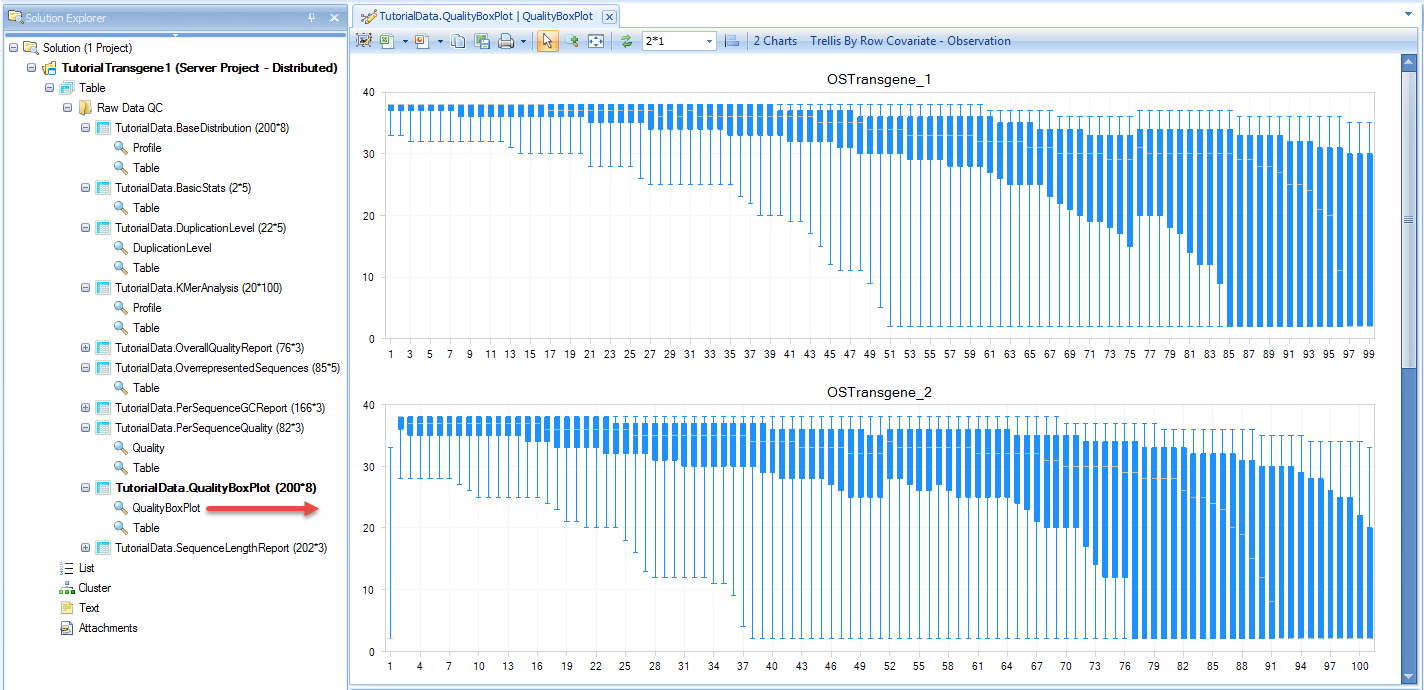 Solution Explorer
Solution (1 Project)
TutorialTransgene1 (Server Project - Distributed)
Table
Raw Data QC
TutorialData.BaseDistribution (200*8)
Profile
Table
TutorialData.BasicStats (2*5)
Table
TutorialData.DuplicationLevel (22*5)
DuplicationLevel
Table
TutorialData.KMerAnalysis (20*100)
Profile
Table
TutorialData.OverallQualityReport (76*3)
TutorialData.OverrepresentedSequences (85*5)
Table
TutorialData.PerSequenceGCReport (166*3)
TutorialData.PerSequenceQuality (82*3)
Quality
Table
TutorialData.QualityBoxPlot (200*8)
QualityBoxPlot
Table
TutorialData.SequenceLengthReport (202*3)
List
Cluster
Text
Attachments
TutorialData.QualityBoxPlot | QualityBoxPlot
2*1 2 Charts Trellis By Row Covariate - Observation
OSTransgene_1
40
30
20
10
0
1 3 5 7 9 11 13 15 17 19 21 23 25 27 29 31 33 35 37 39 41 43 45 47 49 51 53 55 57 59 61 63 65 67 69 71 73 75 77 79 81 83 85 87 89 91 93 95 97 99
OSTransgene_2
40
30
20
10
0
1 4 7 10 13 16 19 22 25 28 31 34 37 40 43 46 49 52 55 58 61 64 67 70 73 76 79 82 85 88 91 94 97 100